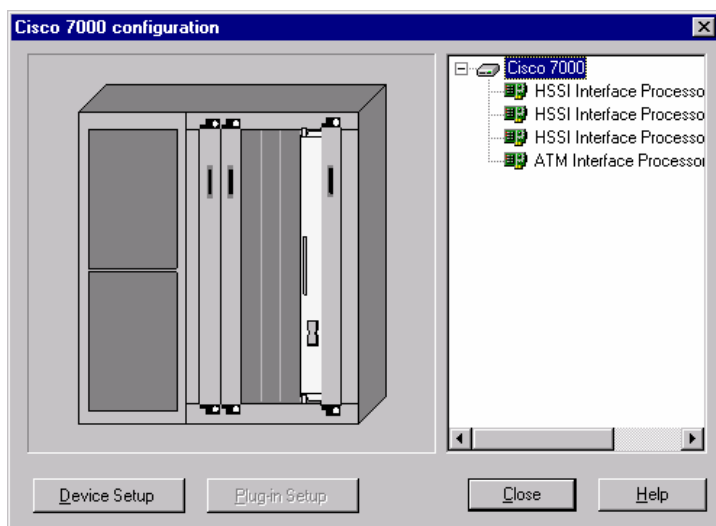 Cisco 7000 configuration
Cisco 7000
HSSI Interface Processo
HSSI Interface Processo
HSSI Interface Processo
ATM Interface Processor
Device Setup
Plug-in Setup
Close
Help